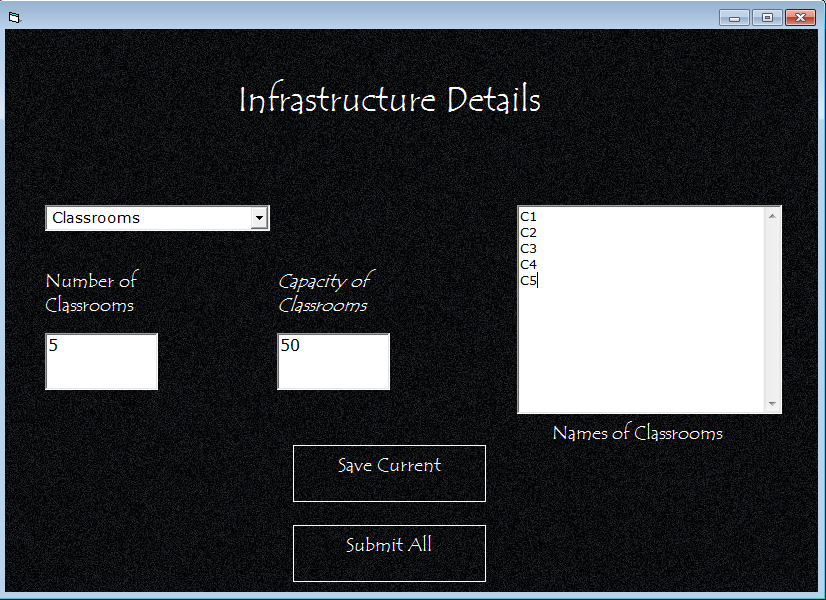 Infrastructure Details
Classrooms
Number of
Classrooms
Capacity of
Classrooms
5
50
C1
C2
C3
C4
C5
Names of Classrooms
Save Current
Submit All